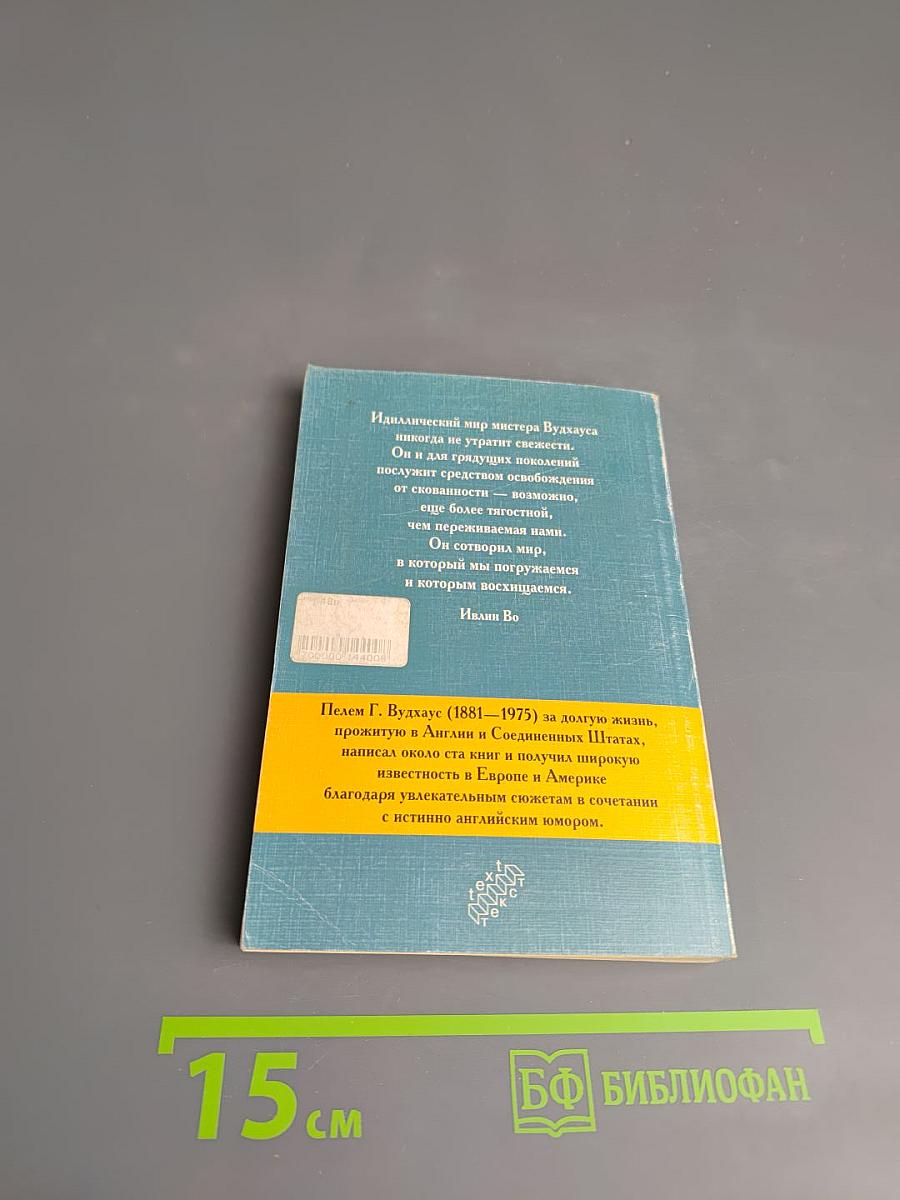 Идиллический мир мистера Вудхауса
никогда не утратит свежести.
Он и для грядущих поколений
послужит средством освобождения
от скованности — возможно,
еще более тягостной,
чем переживаемая нами.
Он сотворил мир,
в который мы погружаемся
и которым восхищаемся.
Ивлин Во
Пелем Г. Вудхаус (1881—1975) за долгую жизнь,
прожитую в Англии и Соединенных Штатах,
написал около ста книг и получил широкую
известность в Европе и Америке
благодаря увлекательным сюжетам в сочетании
с истинно английским юмором.
text
Текст
15 см
БФ БИБЛИОФАН